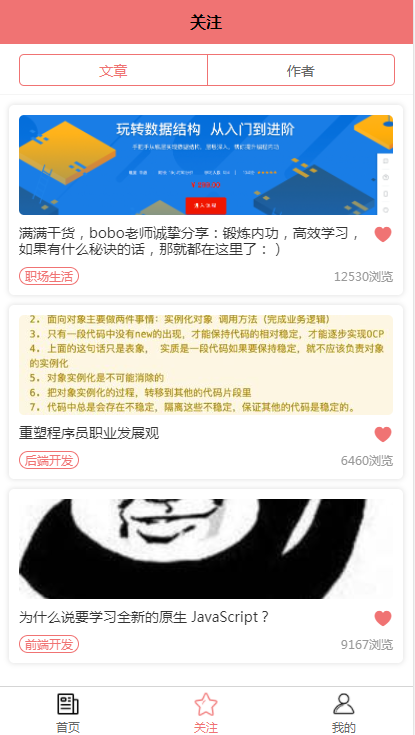 关注
文章
作者
玩转数据结构 从入门到进阶
进入课程
满满干货，bobo老师诚挚分享：锻炼内功，高效学习，
如果有什么秘诀的话，那就都在这里了：）
职场生活
12530浏览
2. 面向对象主要做两件事情：实例化对象 调用方法（完成业务逻辑）
3. 只有一段代码中没有new的出现，才能保持代码的相对稳定，才能逐步实现OCP
4. 上面的这句话只是表象， 实质是一段代码如果要保持稳定，就不应该负责对象
的实例化
5. 对象实例化是不可能消除的
6. 把对象实例化的过程，转移到其他的代码片段里
7. 代码中总是会存在不稳定，隔离这些不稳定，保证其他的代码是稳定的。
重塑程序员职业发展观
后端开发
6460浏览
为什么说要学习全新的原生 JavaScript？
前端开发
9167浏览
首页
关注
我的